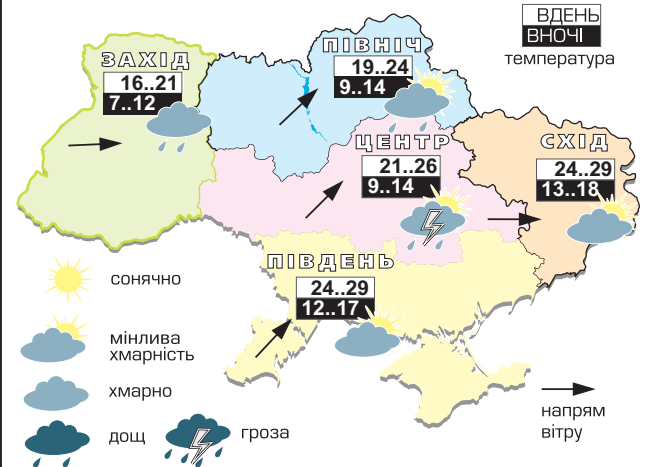 ВДЕНЬ
ВНОЧІ
температура
ПІВНІЧ
19..24
9..14
ЗАХІД
16..21
7..12
ЦЕНТР
21..26
9..14
СХІД
24..29
13..18
ПІВДЕНЬ
24..29
12..17
сонячно
мінлива
хмарність
хмарно
дощ
гроза
напрям
вітру